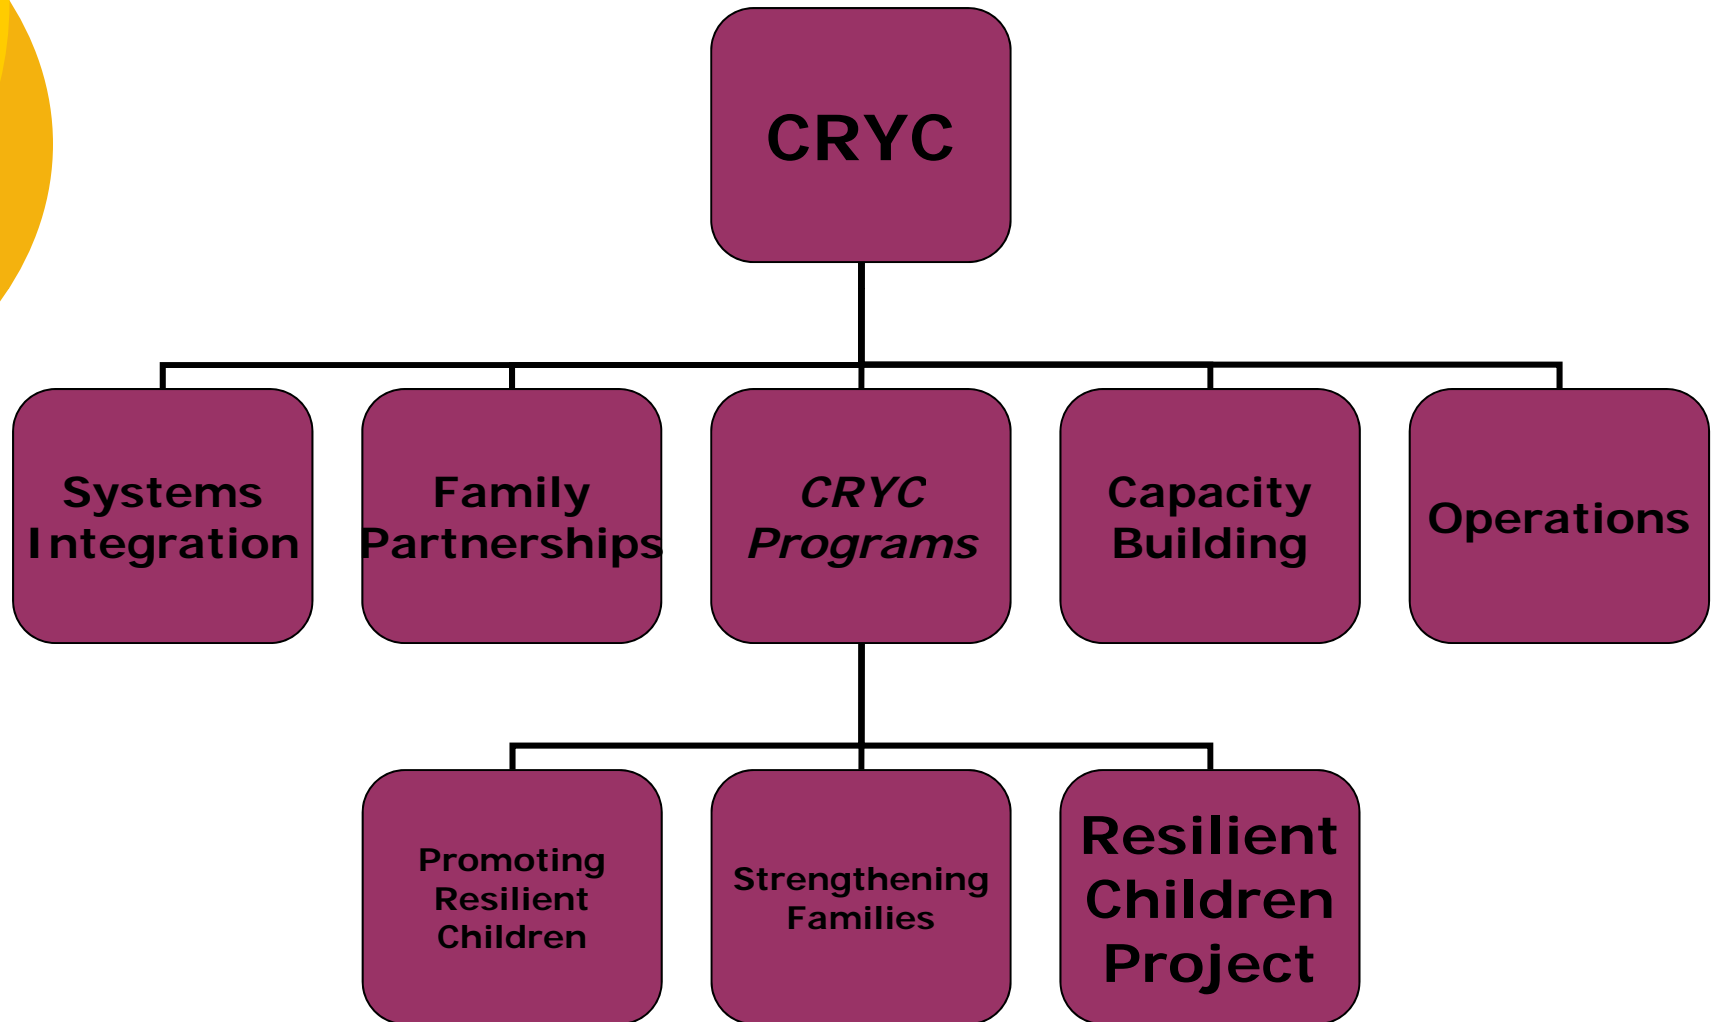 CRYC
Systems
Integration
Family
Partnerships
CRYC
Programs
Capacity
Building
Operations
Promoting
Resilient
Children
Strengthening
Families
Resilient
Children
Project